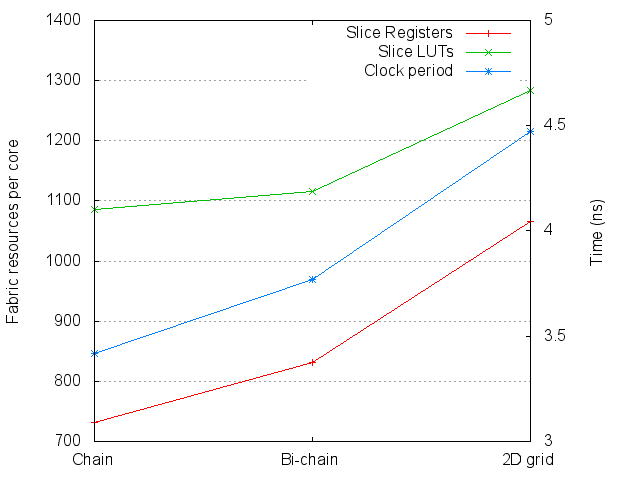 1400
1300
1200
1100
1000
900
800
700
Fabric resources per core
Slice Registers
Slice LUTs
Clock period
5
4.5
4
3.5
3
Time (ns)
Chain
Bi-chain
2D grid